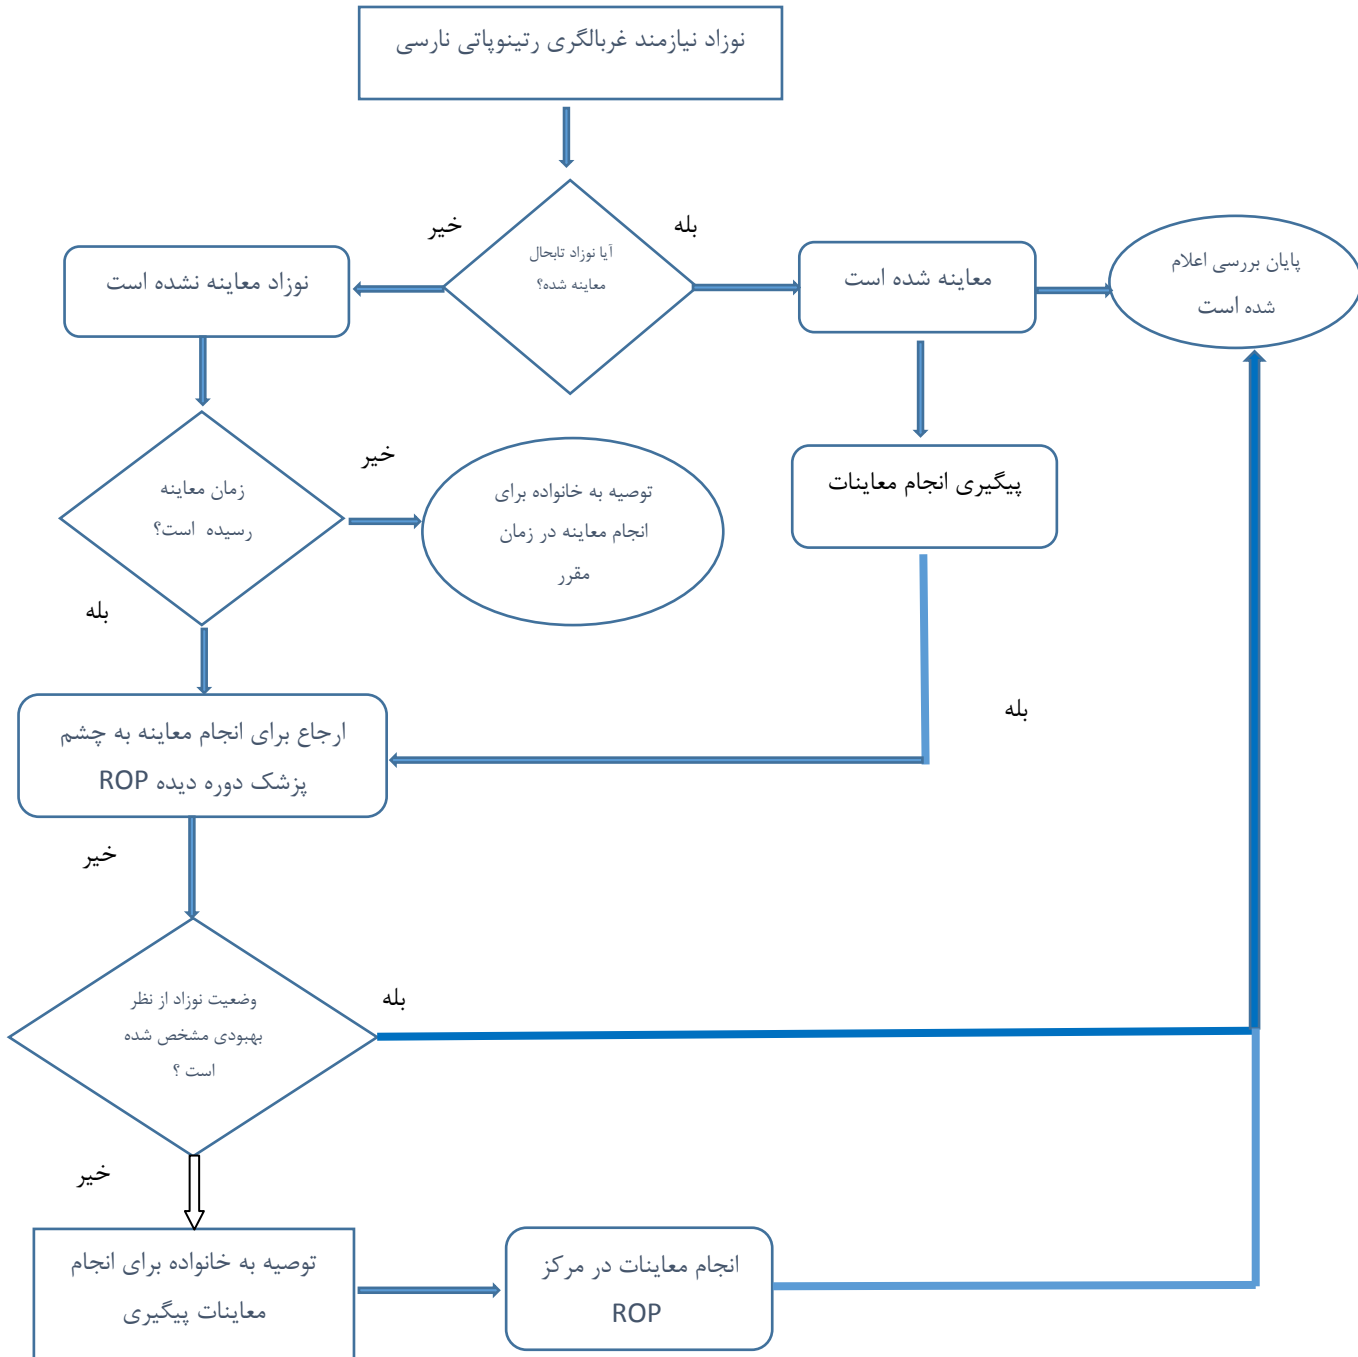 نوزاد نیازمند غربالگری رتینوپاتی نارسی
خیر
بله
آیا نوزاد تابحال
معاینه شده؟
نوزاد معاینه نشده است
معاینه شده است
پایان بررسی اعلام
شده است
زمان معاینه
رسیده است؟
خیر
توصیه به خانواده برای
انجام معاینه در زمان
مقرر
پیگیری انجام معاینات
بله
بله
ارجاع برای انجام معاینه به چشم
پزشک دوره دیده ROP
خیر
وضعیت نوزاد از نظر
بهبودی مشخص شده
است ؟
بله
خیر
توصیه به خانواده برای انجام
معاینات پیگیری
انجام معاینات در مرکز
ROP